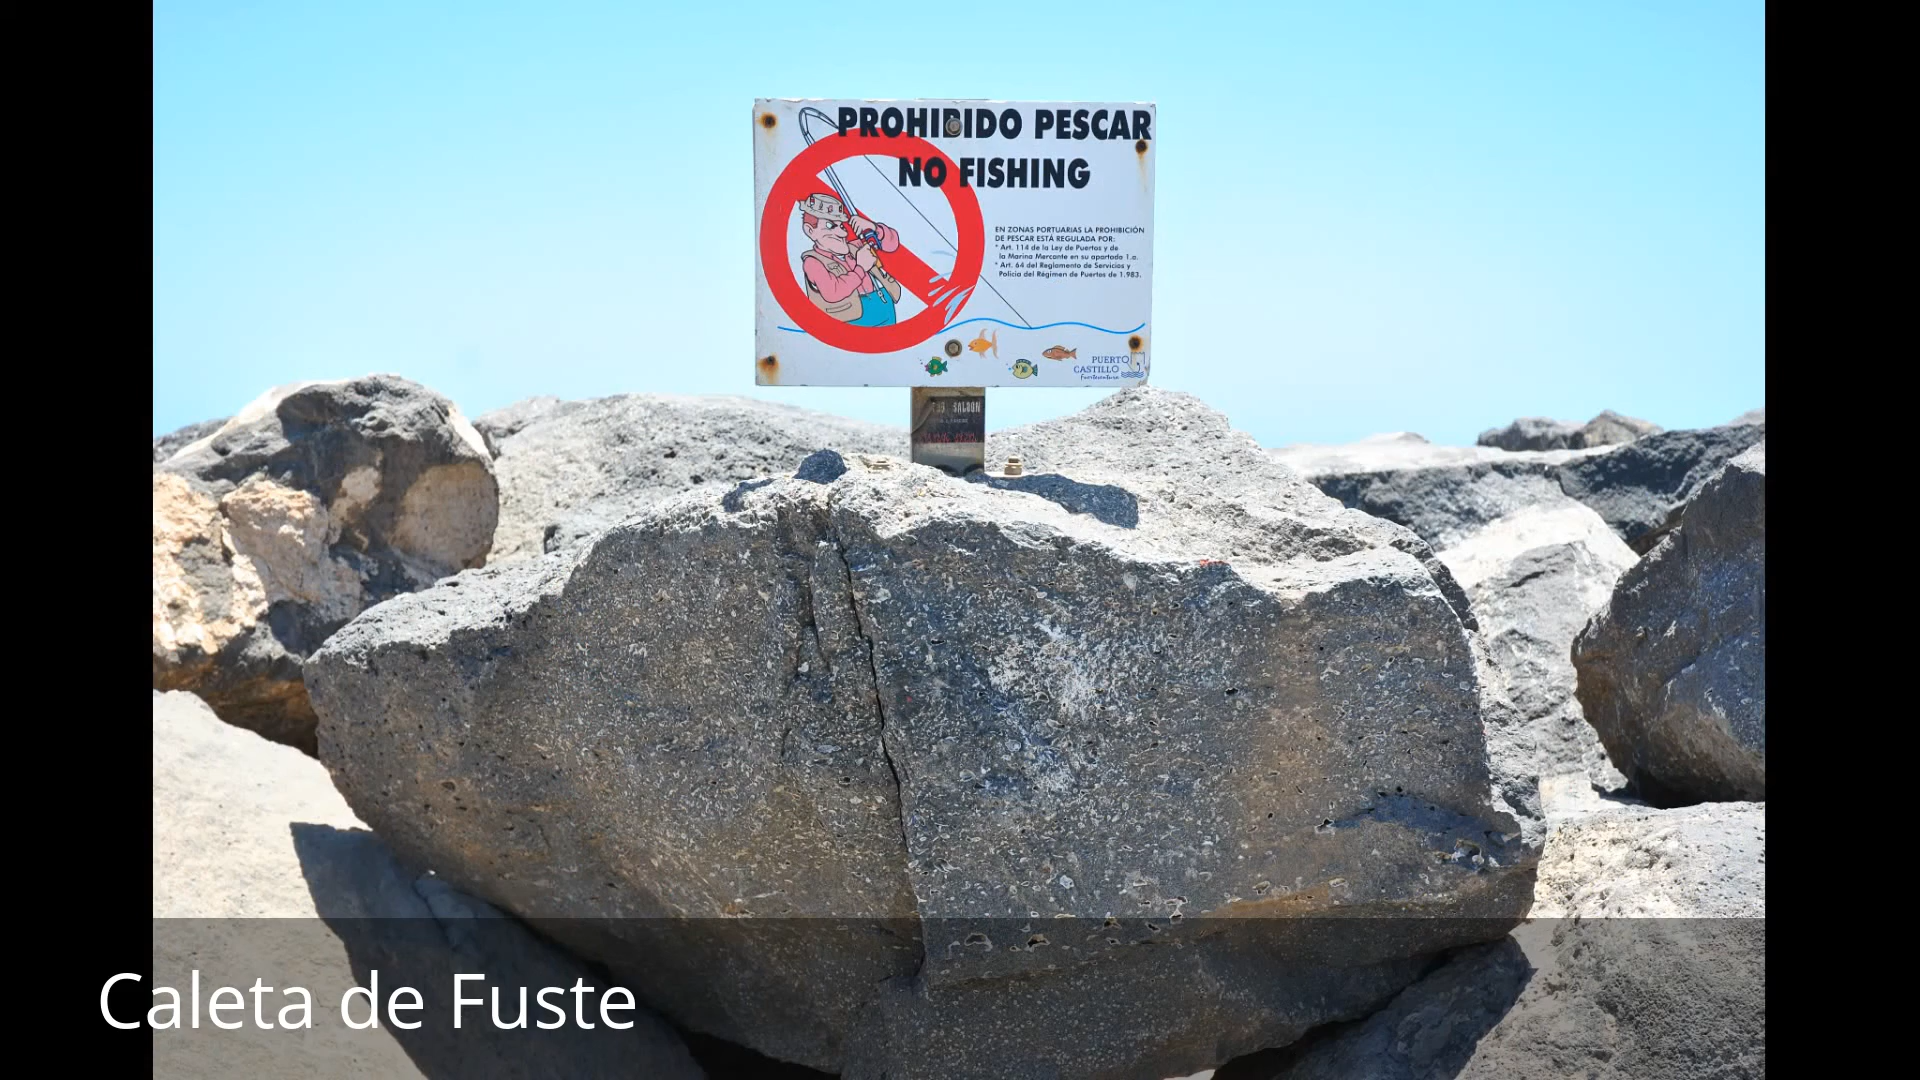 PROHIBIDO PESCAR
NO FISHING
EN ZONAS PORTUARIAS LA PROHIBICIÓN
DE PESCAR ESTÁ REGULADA POR:
* Art. 114 de la Ley de Puertos y de
la Marina Mercante en su apartado 1.a.
* Art. 64 del Reglamento de Servicios y
Policía del Régimen de Puertos de 1.983.
PUERTO
CASTILLO
Fuerteventura
SALOON
Caleta de Fuste